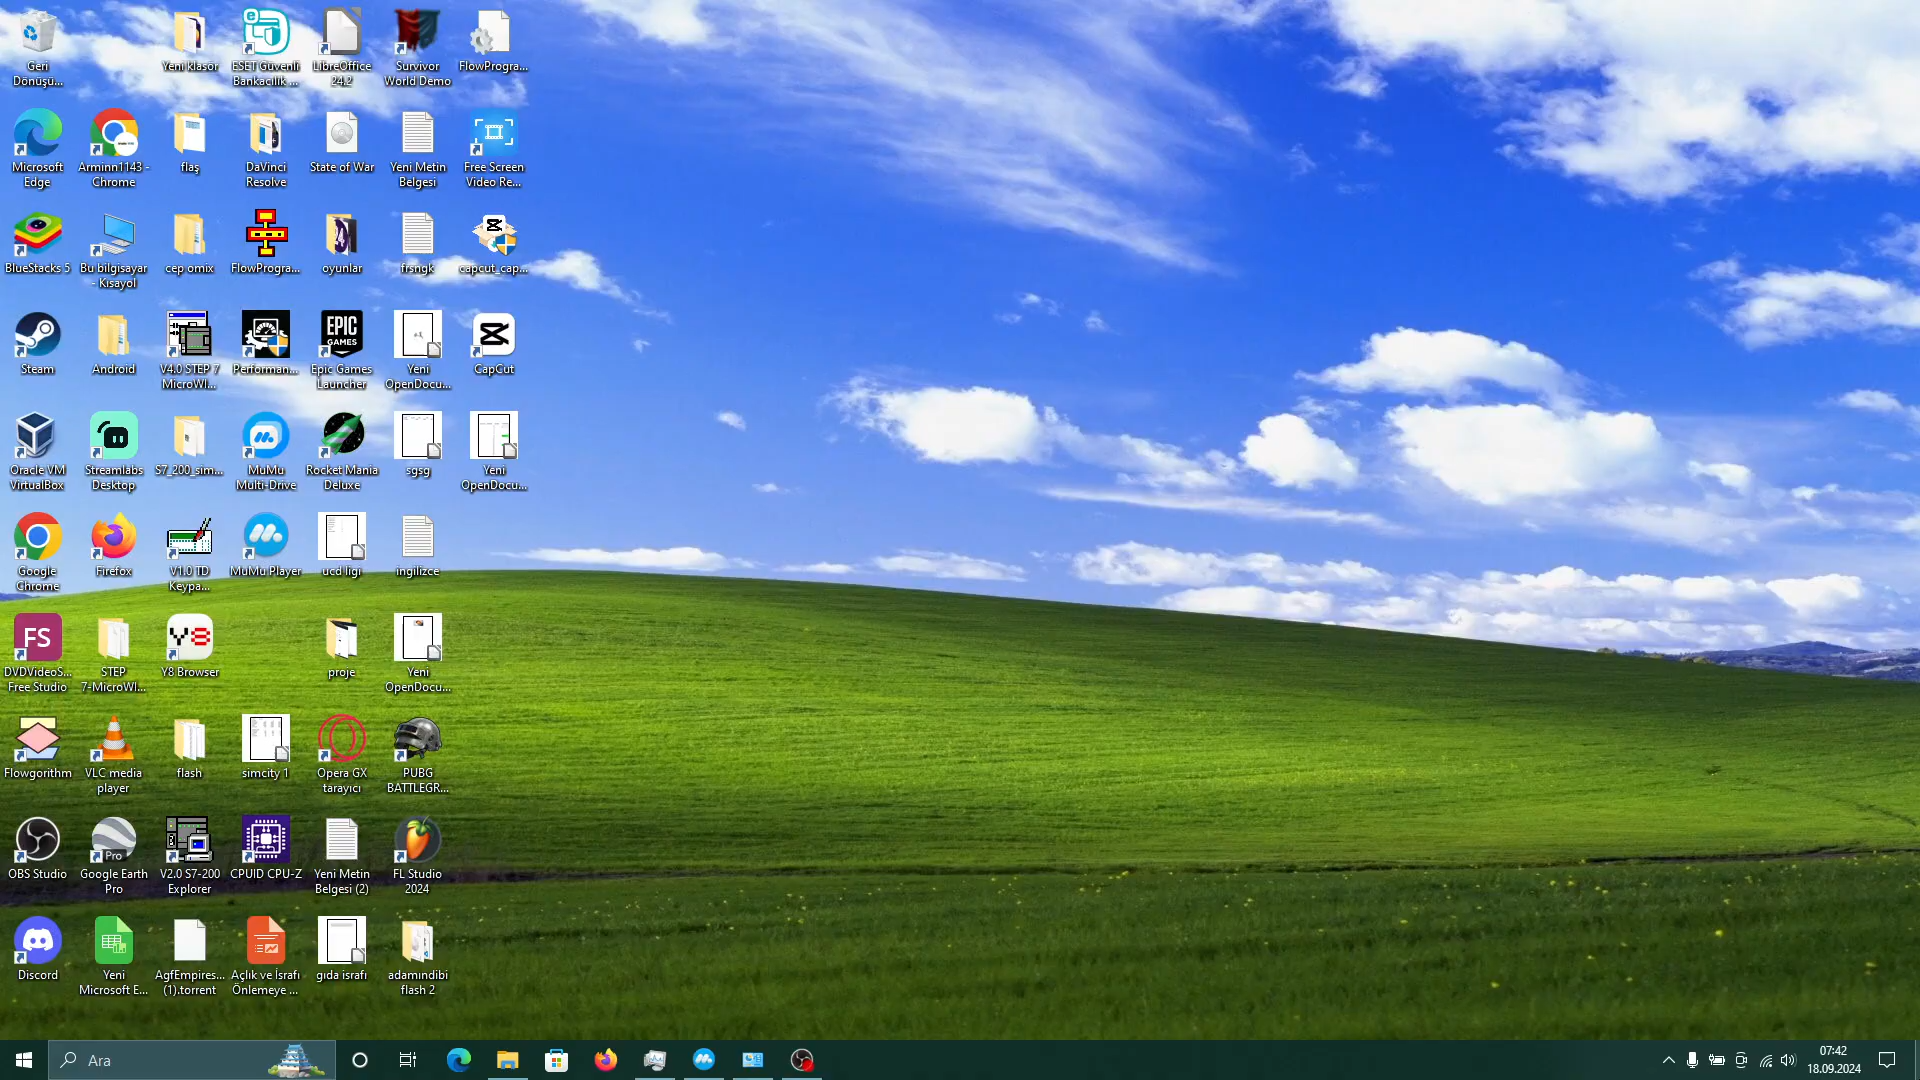 Geri
Dönüşü...
Yeni klasör
ESET Güvenli
Bankacılık ...
LibreOffice
24.2
Survivor
World Demo
FlowProgra...
Microsoft
Edge
Arminn1143 -
Chrome
flaş
DaVinci
Resolve
State of War
Yeni Metin
Belgesi
Free Screen
Video Re...
BlueStacks 5
Bu bilgisayar
- Kısayol
cep omix
FlowProgra...
oyunlar
frsngk
capcut_cap...
Steam
Android
V4.0 STEP 7
MicroWI...
Performan...
EPIC
GAMES
Epic Games
Launcher
Yeni
OpenDocu...
CapCut
Oracle VM
VirtualBox
Streamlabs
Desktop
S7_200_sim...
MuMu
Multi-Drive
Rocket Mania
Deluxe
sgsg
Yeni
OpenDocu...
Google
Chrome
Firefox
V1.0 TD
Keypa...
MuMu Player
ucd ligi
ingilizce
FS
DVDVideoS...
Free Studio
STEP
7-MicroWI...
Y8
Y8 Browser
proje
Yeni
OpenDocu...
Flowgorithm
VLC media
player
flash
simcity 1
Opera GX
tarayıcı
PUBG
BATTLEGR...
OBS Studio
Pro
Google Earth
Pro
V2.0 S7-200
Explorer
CPUID CPU-Z
Yeni Metin
Belgesi (2)
FL Studio
2024
Discord
Yeni
Microsoft E...
AgfEmpires...
(1).torrent
Açlık ve İsrafı
Önlemeye ...
gıda israfı
adamındibi
flash 2
Ara
07:42
18.09.2024